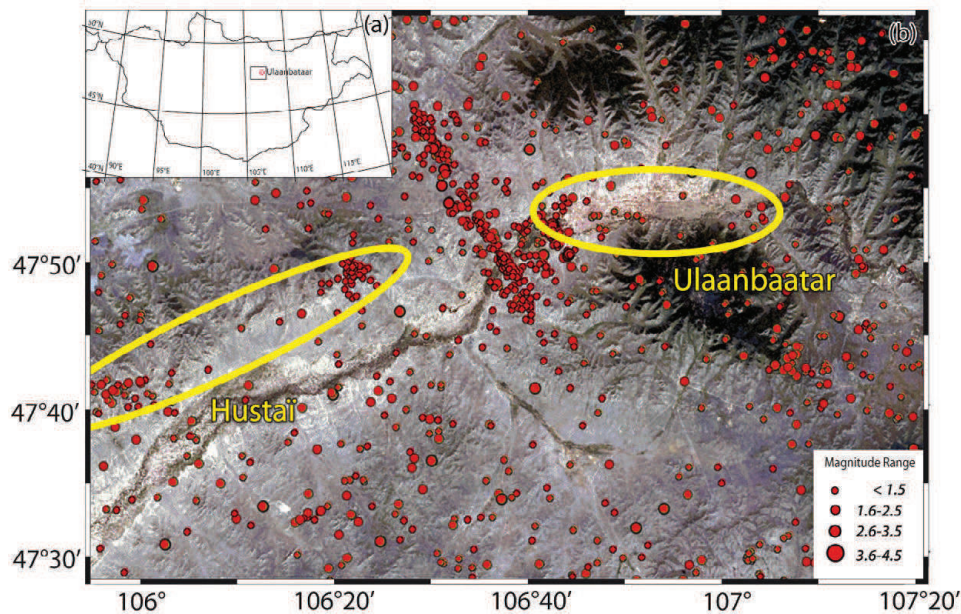 (a)
(b)
50°N
45°N
40°N
90°E
95°E
100°E
105°E
110°E
115°E
Ulaanbataar
47°50'
47°40'
47°30'
Ulaanbaatar
Hustaï
Magnitude Range
< 1.5
1.6-2.5
2.6-3.5
3.6-4.5
106°
106°20'
106°40'
107°
107°20'